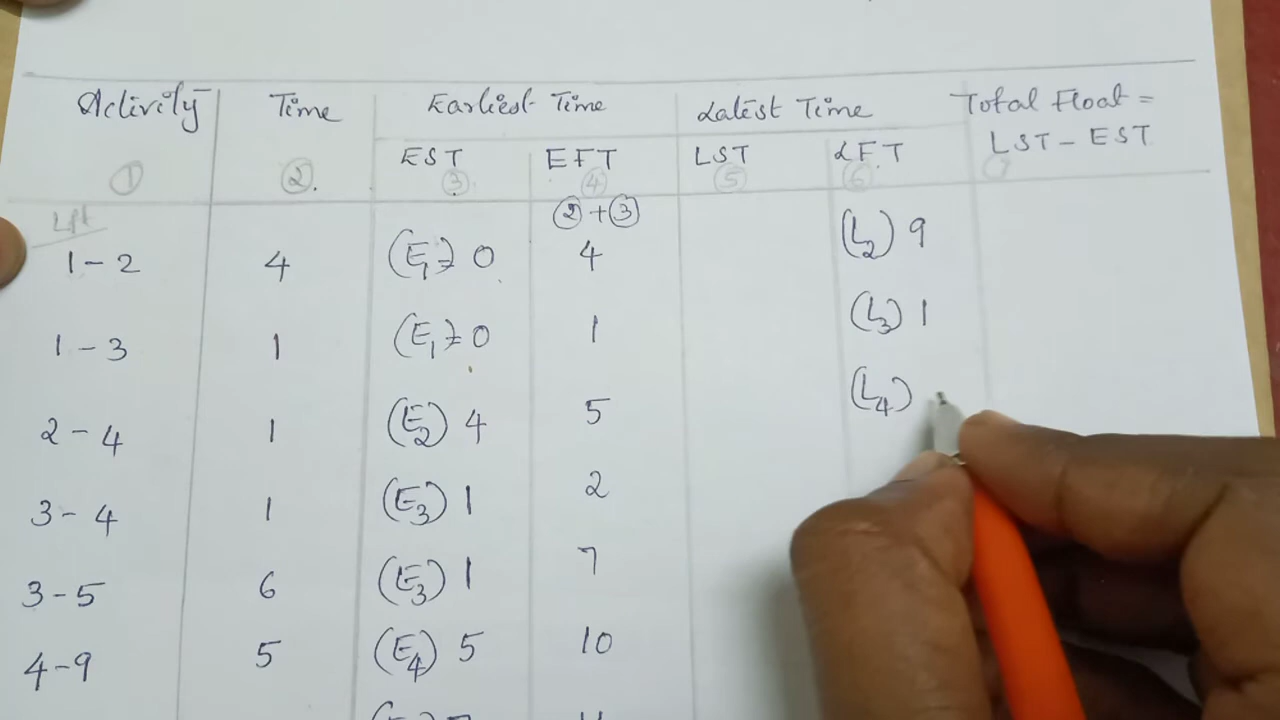 Activity Time Earliest Time Latest Time Total Float =
EST EFT LST LFT LST - EST
① ②. ③ ④ ⑤ ⑥ 7
②+③
1-2 4 (E1) 0 4 (L2) 9
1-3 1 (E1) 0 1 (L3) 1
2-4 1 (E2) 4 5 (L4)
3-4 1 (E3) 1 2
3-5 6 (E3) 1 7
4-9 5 (E4) 5 10